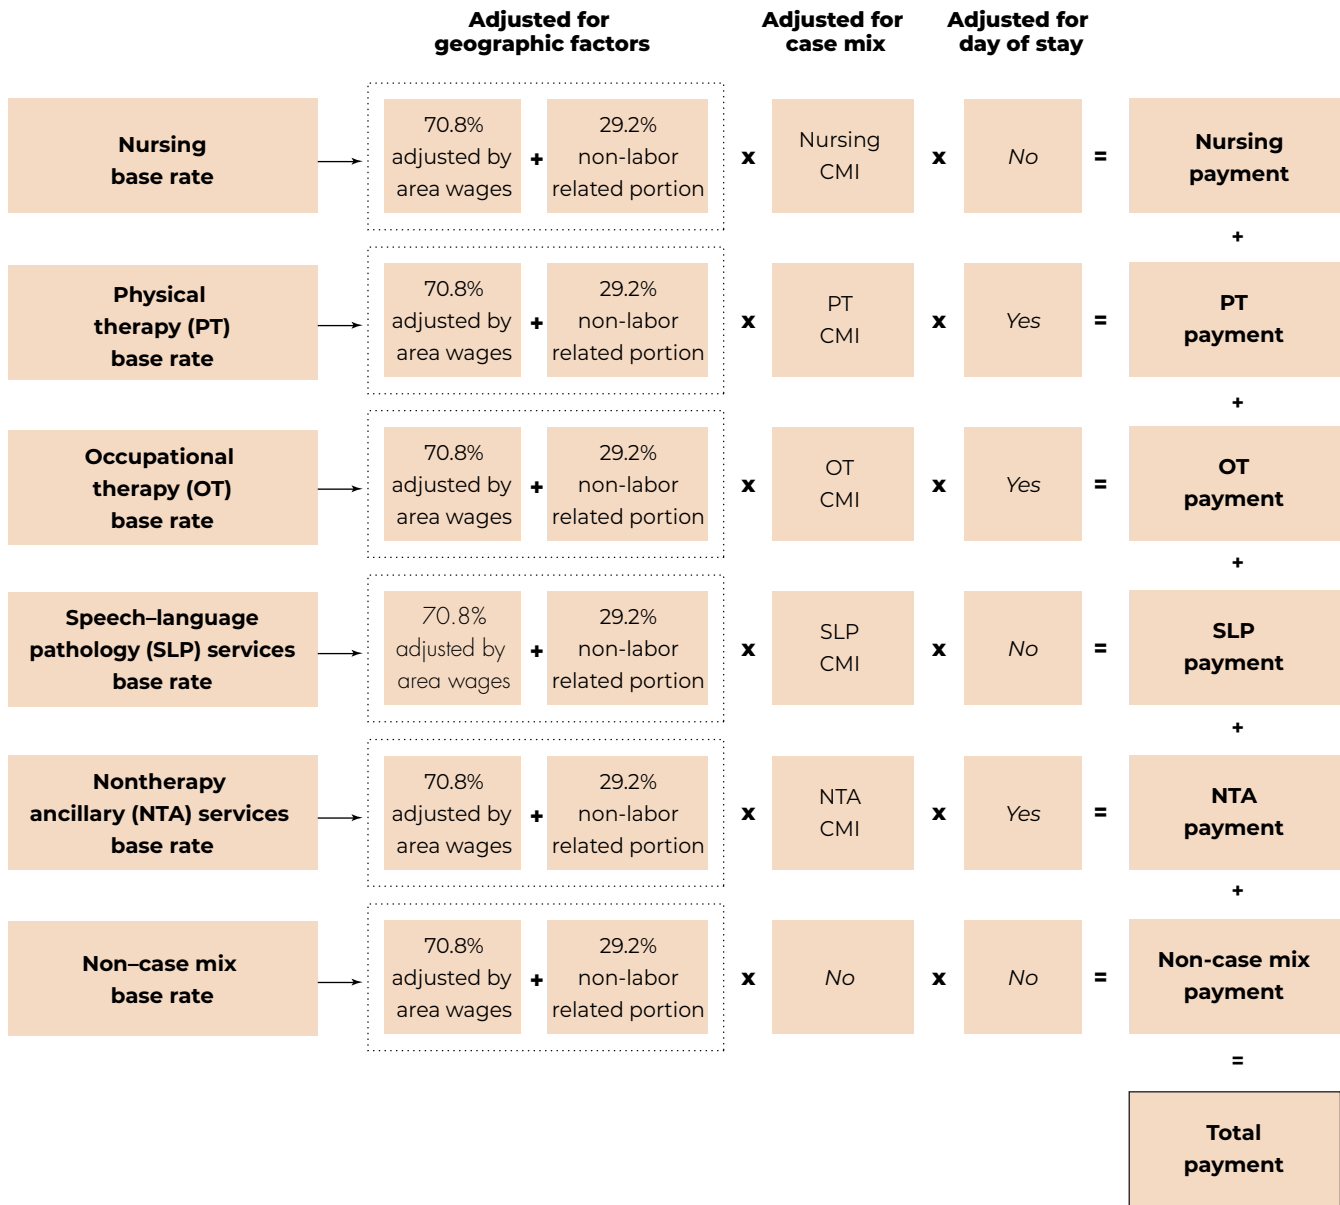 Adjusted for
geographic factors
Adjusted for
case mix
Adjusted for
day of stay
Nursing
base rate
70.8%
adjusted by
area wages
+
29.2%
non-labor
related portion
x
Nursing
CMI
x
No
=
Nursing
payment
+
Physical
therapy (PT)
base rate
70.8%
adjusted by
area wages
+
29.2%
non-labor
related portion
x
PT
CMI
x
Yes
=
PT
payment
+
Occupational
therapy (OT)
base rate
70.8%
adjusted by
area wages
+
29.2%
non-labor
related portion
x
OT
CMI
x
Yes
=
OT
payment
+
Speech–language
pathology (SLP) services
base rate
70.8%
adjusted by
area wages
+
29.2%
non-labor
related portion
x
SLP
CMI
x
No
=
SLP
payment
+
Nontherapy
ancillary (NTA) services
base rate
70.8%
adjusted by
area wages
+
29.2%
non-labor
related portion
x
NTA
CMI
x
Yes
=
NTA
payment
+
Non–case mix
base rate
70.8%
adjusted by
area wages
+
29.2%
non-labor
related portion
x
No
x
No
=
Non-case mix
payment
=
Total
payment